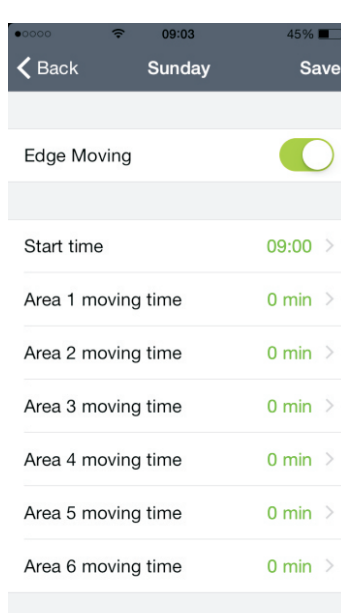 09:03 45%
Back Sunday Save
Edge Moving
Start time 09:00
Area 1 moving time 0 min
Area 2 moving time 0 min
Area 3 moving time 0 min
Area 4 moving time 0 min
Area 5 moving time 0 min
Area 6 moving time 0 min